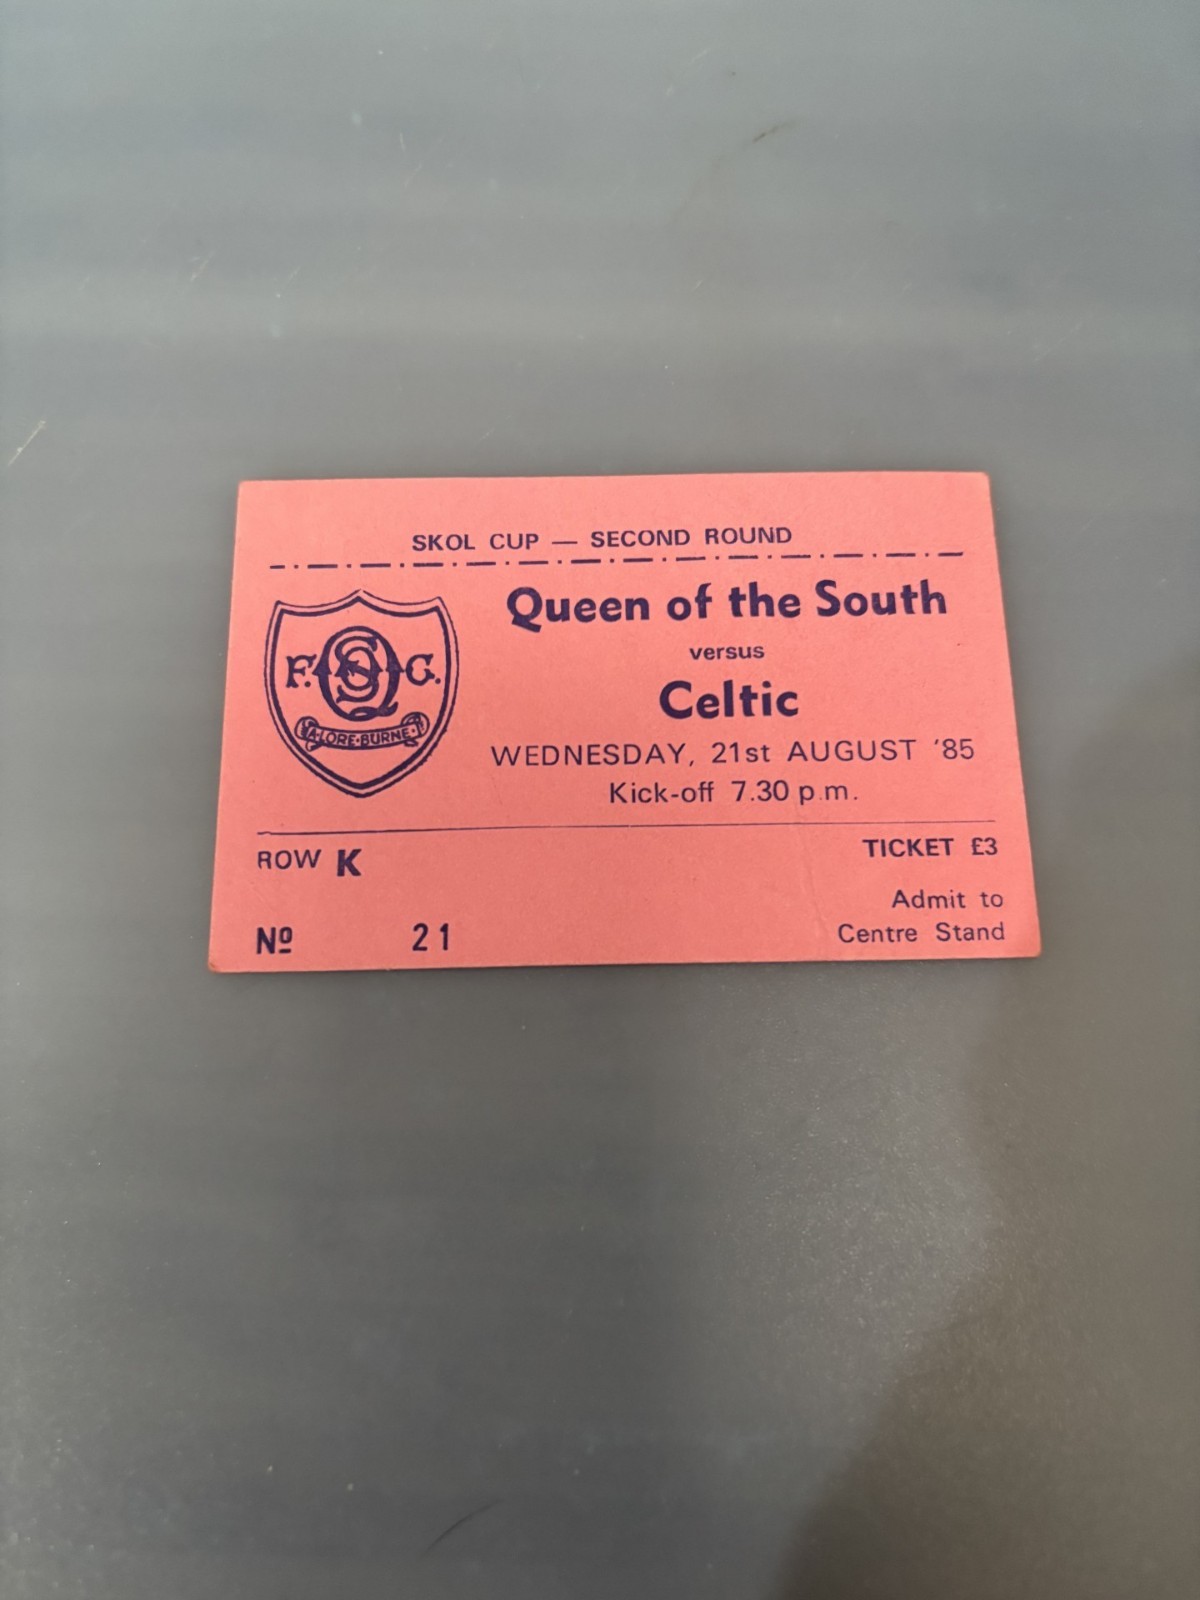 SKOL CUP — SECOND ROUND
Queen of the South
versus
Celtic
WEDNESDAY, 21st AUGUST '85
Kick-off 7.30 p.m.
F. QOS C.
A·LORE·BURNE·
ROW K
Nº 21
TICKET £3
Admit to
Centre Stand